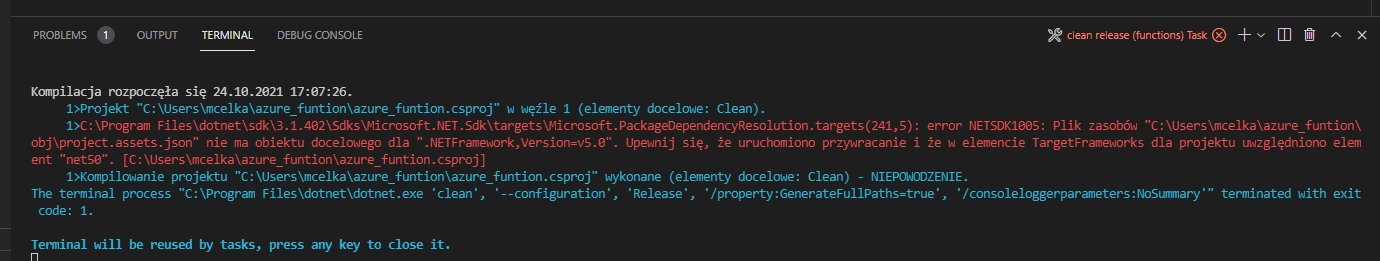 PROBLEMS 1 OUTPUT TERMINAL DEBUG CONSOLE clean release (functions) Task
Kompilacja rozpoczęła się 24.10.2021 17:07:26.
1>Projekt "C:\Users\mcelka\azure_funtion\azure_funtion.csproj" w węźle 1 (elementy docelowe: Clean).
1>C:\Program Files\dotnet\sdk\3.1.402\Sdks\Microsoft.NET.Sdk\targets\Microsoft.PackageDependencyResolution.targets(241,5): error NETSDK1005: Plik zasobów "C:\Users\mcelka\azure_funtion\
obj\project.assets.json" nie ma obiektu docelowego dla ".NETFramework,Version=v5.0". Upewnij się, że uruchomiono przywracanie i że w elemencie TargetFrameworks dla projektu uwzględniono elem
ent "net50". [C:\Users\mcelka\azure_funtion\azure_funtion.csproj]
1>Kompilowanie projektu "C:\Users\mcelka\azure_funtion\azure_funtion.csproj" wykonane (elementy docelowe: Clean) - NIEPOWODZENIE.
The terminal process "C:\Program Files\dotnet\dotnet.exe 'clean', '--configuration', 'Release', '/property:GenerateFullPaths=true', '/consoleloggerparameters:NoSummary'" terminated with exit
code: 1.
Terminal will be reused by tasks, press any key to close it.